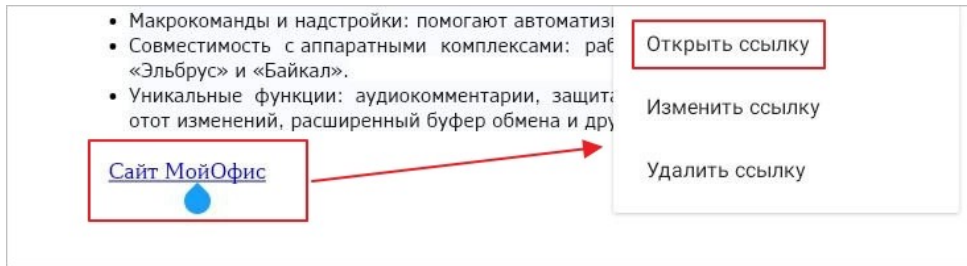 • Макрокоманды и надстройки: помогают автоматизи
• Совместимость с аппаратными комплексами: раб
«Эльбрус» и «Байкал».
• Уникальные функции: аудиокомментарии, защита
отот изменений, расширенный буфер обмена и дру
Сайт МойОфис
Открыть ссылку
Изменить ссылку
Удалить ссылку